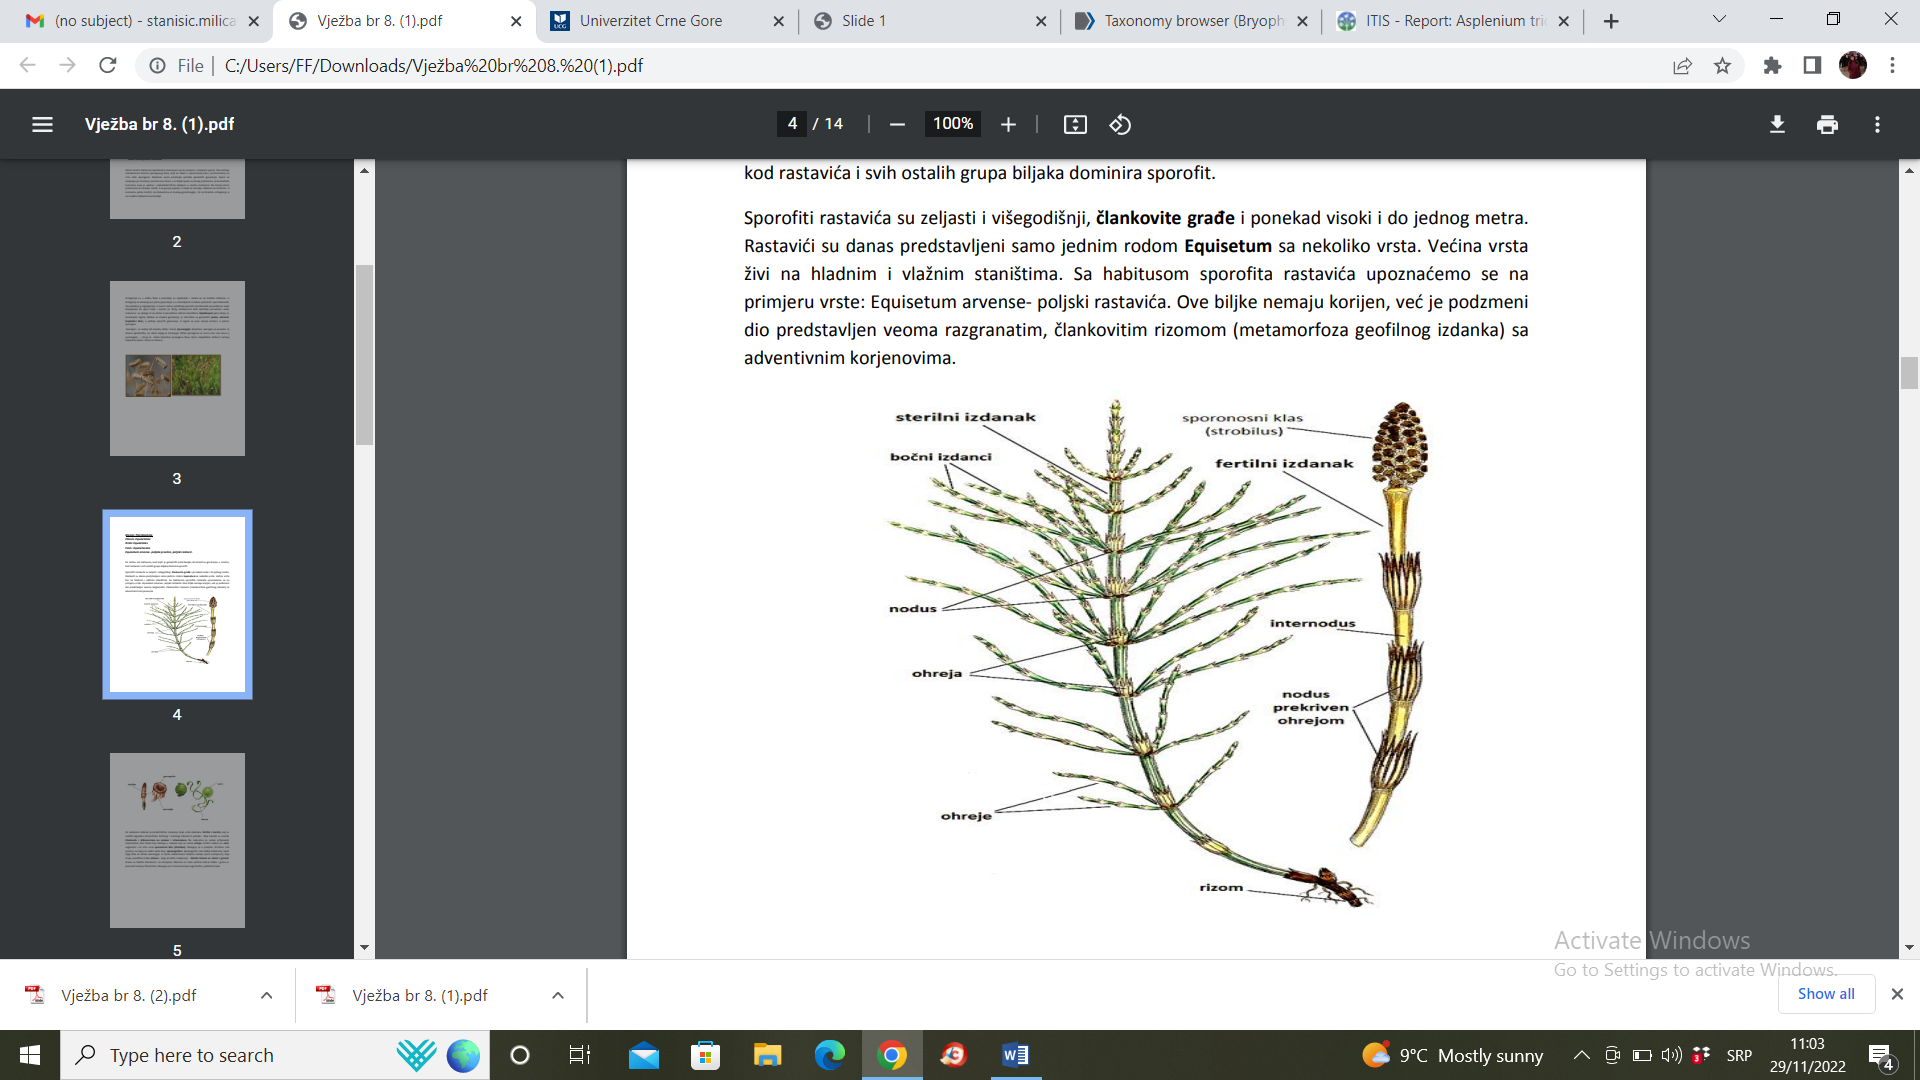 (no subject) - stanisic.milica
Vježba br 8. (1).pdf
Univerzitet Crne Gore
Slide 1
Taxonomy browser (Bryoph
ITIS - Report: Asplenium tric
File
C:/Users/FF/Downloads/Vježba%20br%208.%20(1).pdf
Vježba br 8. (1).pdf
4 / 14
100%
2
3
4
5
kod rastavića i svih ostalih grupa biljaka dominira sporofit.
Sporofiti rastavića su zeljasti i višegodišnji, člankovite građe i ponekad visoki i do jednog metra.
Rastavići su danas predstavljeni samo jednim rodom Equisetum sa nekoliko vrsta. Većina vrsta
živi na hladnim i vlažnim staništima. Sa habitusom sporofita rastavića upoznaćemo se na
primjeru vrste: Equisetum arvense- poljski rastavića. Ove biljke nemaju korijen, već je podzmeni
dio predstavljen veoma razgranatim, člankovitim rizomom (metamorfoza geofilnog izdanka) sa
adventivnim korjenovima.
sterilni izdanak
sporonosni klas
(strobilus)
bočni izdanci
fertilni izdanak
nodus
internodus
ohreja
nodus
prekriven
ohrejom
ohreje
rizom
Activate Windows
Go to Settings to activate Windows.
Vježba br 8. (2).pdf
Vježba br 8. (1).pdf
Show all
Type here to search
9°C Mostly sunny
SRP
11:03
29/11/2022
4